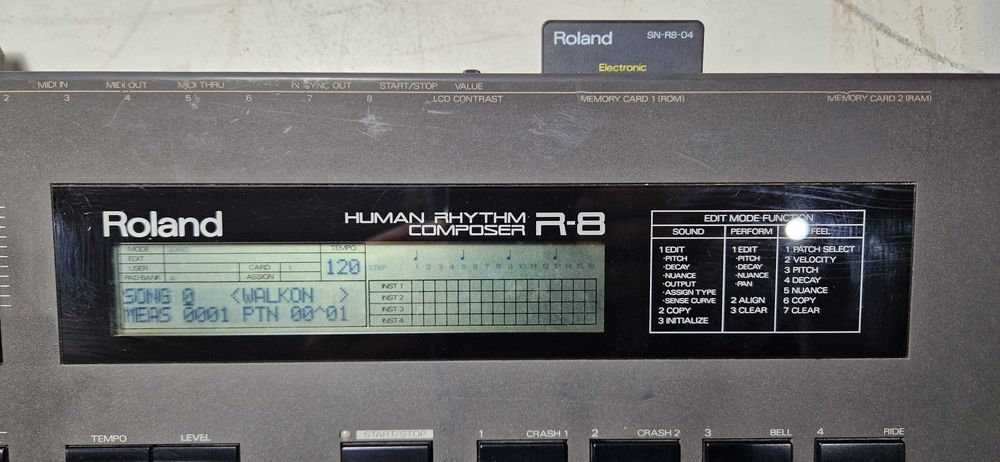 Roland SN-R8-04
Electronic
MIDI IN MIDI OUT MIDI THRU IN SYNC OUT START/STOP VALUE
2 3 4 5 6 7 8 LCD CONTRAST MEMORY CARD 1 (ROM) MEMORY CARD 2 (RAM)
Roland HUMAN RHYTHM COMPOSER R-8
MODE SONG TEMPO
EDIT
USER CARD 1 120
PAD BANK A: ASSIGN
STEP 1 2 3 4 5 6 7 8 9 10 11 12 13 14 15 16
SONG 0 <WALKON >
MEAS 0001 PTN 00^01
INST 1
INST 2
INST 3
INST 4
EDIT MODE-FUNCTION
SOUND
1 EDIT
-PITCH
-DECAY
-NUANCE
-OUTPUT
-ASSIGN TYPE
-SENSE CURVE
2 COPY
3 INITIALIZE
PERFORM
1 EDIT
-PITCH
-DECAY
-NUANCE
-PAN
2 ALIGN
3 CLEAR
FEEL
1 PATCH SELECT
2 VELOCITY
3 PITCH
4 DECAY
5 NUANCE
6 COPY
7 CLEAR
TEMPO LEVEL START/STOP 1 CRASH 1 2 CRASH 2 3 BELL 4 RIDE